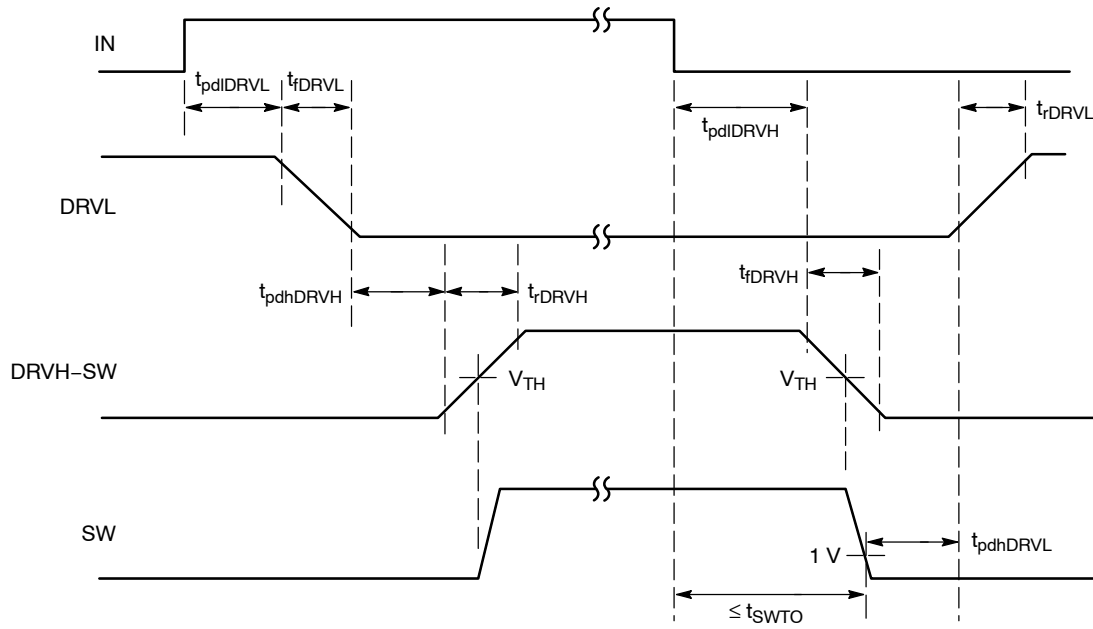 IN
tpdlDRVL
tfDRVL
tpdlDRVH
trDRVL
DRVL
tpdhDRVH
trDRVH
tfDRVH
DRVH−SW
VTH
VTH
SW
1 V
tpdhDRVL
≤ tSWTO